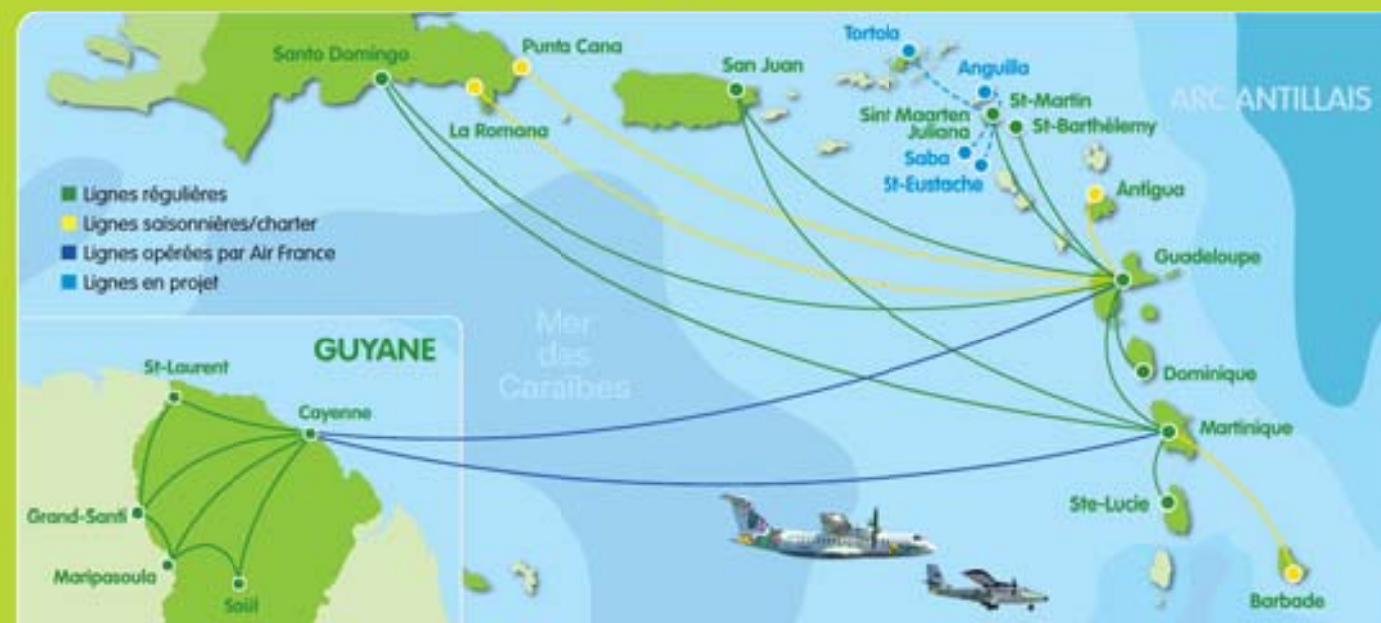 Santo Domingo
Punta Cana
La Romana
San Juan
Tortola
Anguilla
St-Martin
Sint Maarten
Juliana
St-Barthélemy
Saba
St-Eustache
ARC ANTILLAIS
Antigua
Guadeloupe
Dominique
Martinique
Ste-Lucie
Barbade
Lignes régulières
Lignes saisonnières/charter
Lignes opérées par Air France
Lignes en projet
Mer
des
Caraïbes
GUYANE
St-Laurent
Cayenne
Grand-Santi
Maripasoula
Saül